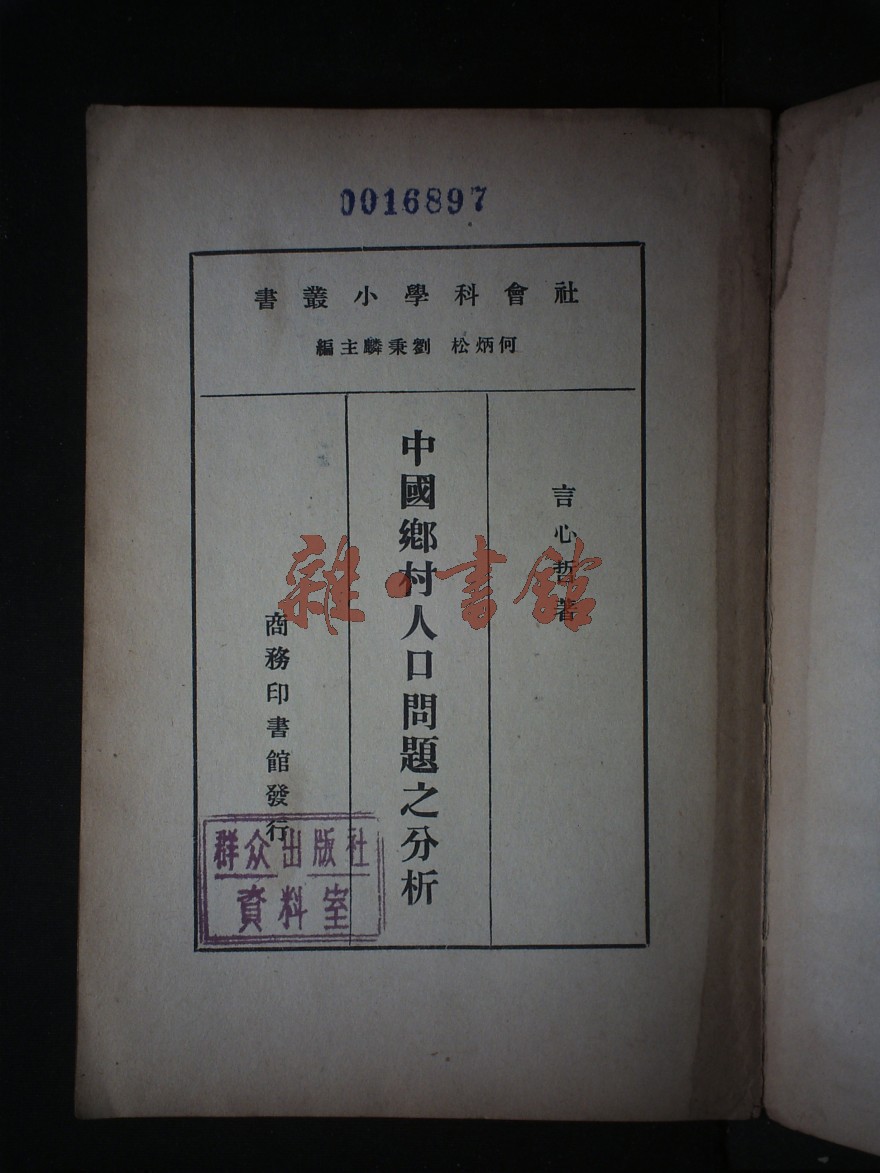 0016897
社會科學小叢書
何炳松 劉秉麟主編
言心哲著
中國鄉村人口問題之分析
商務印書館發行
雜·書館
群众出版社
資料室